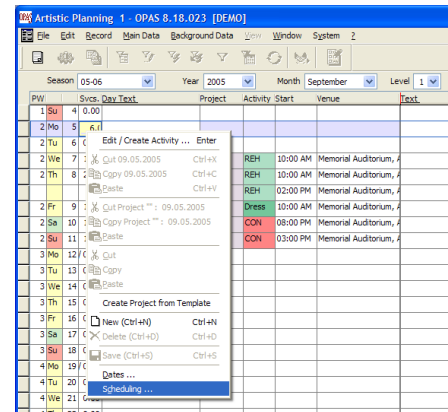 Artistic Planning 1 - OPAS 8.18.023 [DEMO]
File Edit Record Main Data Background Data View Window System ?
Season 05-06 Year 2005 Month September Level 1
PW Svcs. Day Text Project Activity Start Venue Text
1 Su 4 0.00
2 Mo 5
2 Tu 6
2 We 7 REH 10:00 AM Memorial Auditorium,
2 Th 8 REH 10:00 AM Memorial Auditorium,
REH 02:00 PM Memorial Auditorium,
2 Fr 9 Dress 10:00 AM Memorial Auditorium,
2 Sa 10 CON 08:00 PM Memorial Auditorium,
2 Su 11 CON 03:00 PM Memorial Auditorium,
3 Mo 12
3 Tu 13
3 We 14
3 Th 15
3 Fr 16
3 Sa 17
3 Su 18
4 Mo 19
4 Tu 20
4 We 21
Edit / Create Activity ... Enter
Cut 09.05.2005 Ctrl+X
Copy 09.05.2005 Ctrl+C
Paste Ctrl+V
Cut Project "" : 09.05.2005
Copy Project "" : 09.05.2005
Paste
Cut
Copy
Paste
Create Project from Template
New (Ctrl+N) Ctrl+N
Delete (Ctrl+D) Ctrl+D
Save (Ctrl+S) Ctrl+S
Dates ...
Scheduling ...